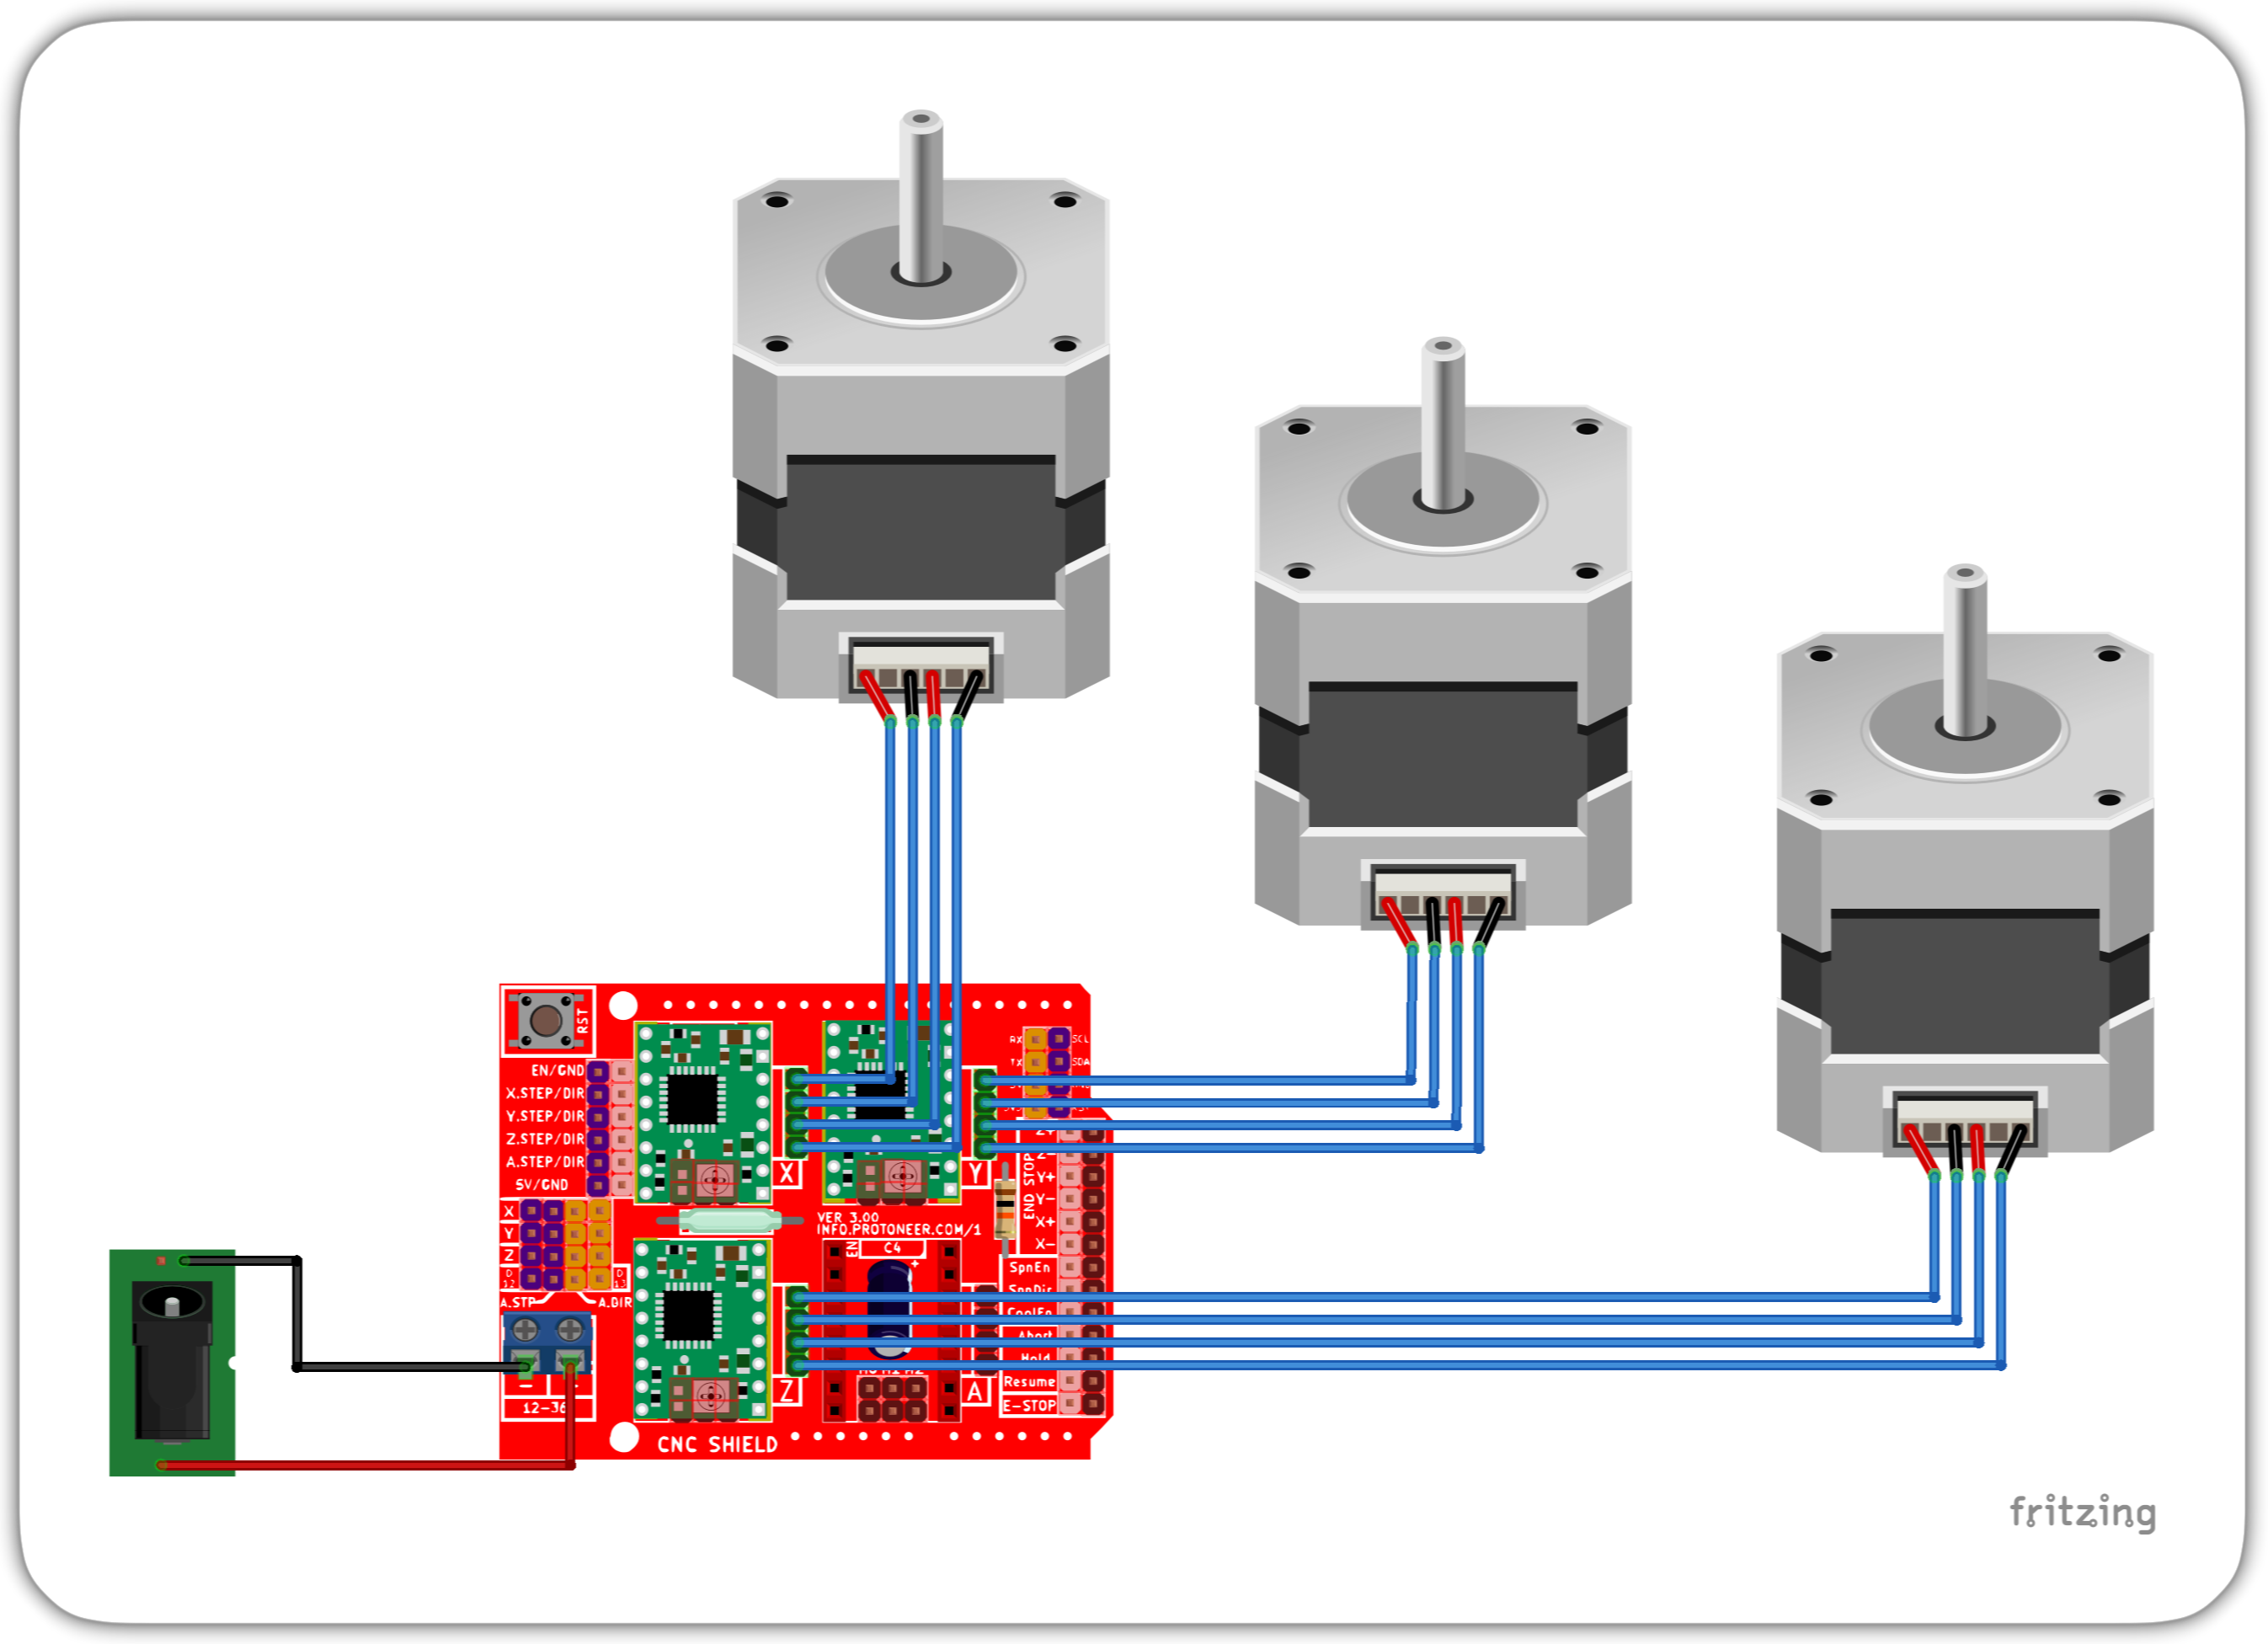 RST
RX SCL
TX SDA
EN/GND
X.STEP/DIR
Y.STEP/DIR
Z.STEP/DIR
A.STEP/DIR
5V/GND
X
Y
Z
D 12
D 13
A.STP
A.DIR
X
Y
END STOP
Z+
Z-
Y+
Y-
X+
X-
VER 3.00
INFO.PROTONEER.COM/1
EN
C4
+
SpnEn
SpnDir
CoolEn
Abort
Hold
Resume
E-STOP
Z
A
-
12-36
CNC SHIELD
fritzing